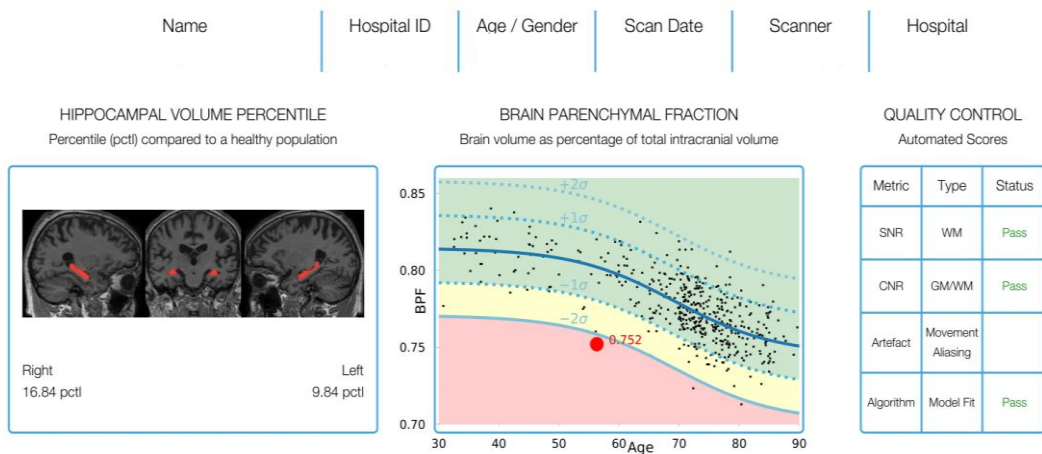 Name Hospital ID Age / Gender Scan Date Scanner Hospital
HIPPOCAMPAL VOLUME PERCENTILE
Percentile (pctl) compared to a healthy population
Right
16.84 pctl
Left
9.84 pctl
BRAIN PARENCHYMAL FRACTION
Brain volume as percentage of total intracranial volume
BPF
0.85
0.80
0.75
0.70
+2σ
+1σ
−1σ
−2σ
0.752
30 40 50 60 70 80 90
Age
QUALITY CONTROL
Automated Scores
Metric Type Status
SNR WM Pass
CNR GM/WM Pass
Artefact Movement
Aliasing
Algorithm Model Fit Pass